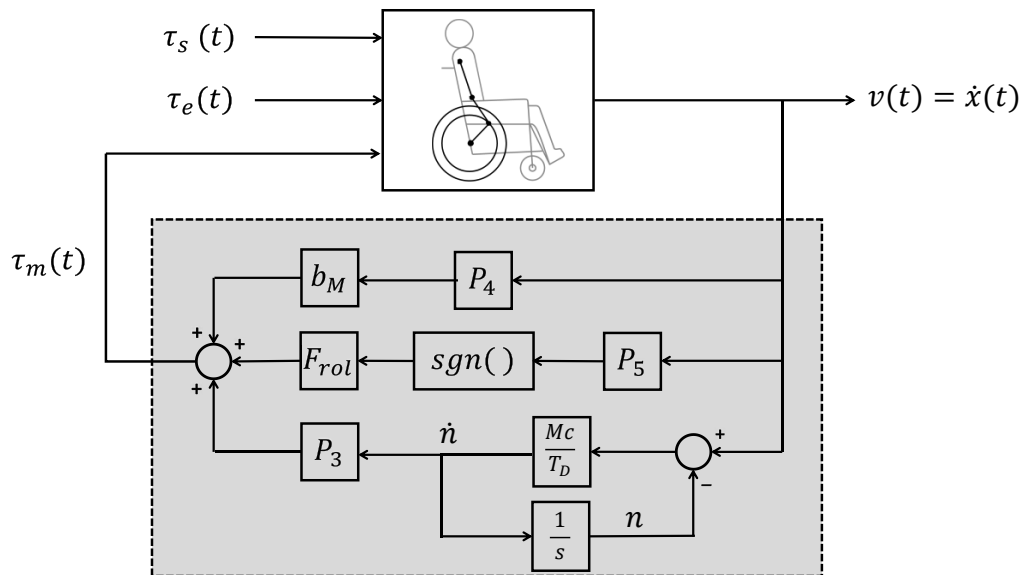 τ_s (t)
τ_e(t)
v(t) = ẋ(t)
τ_m(t)
b_M
P_4
+
+
F_rol
sgn( )
P_5
+
P_3
ṅ
Mc
T_D
+
−
1
s
n